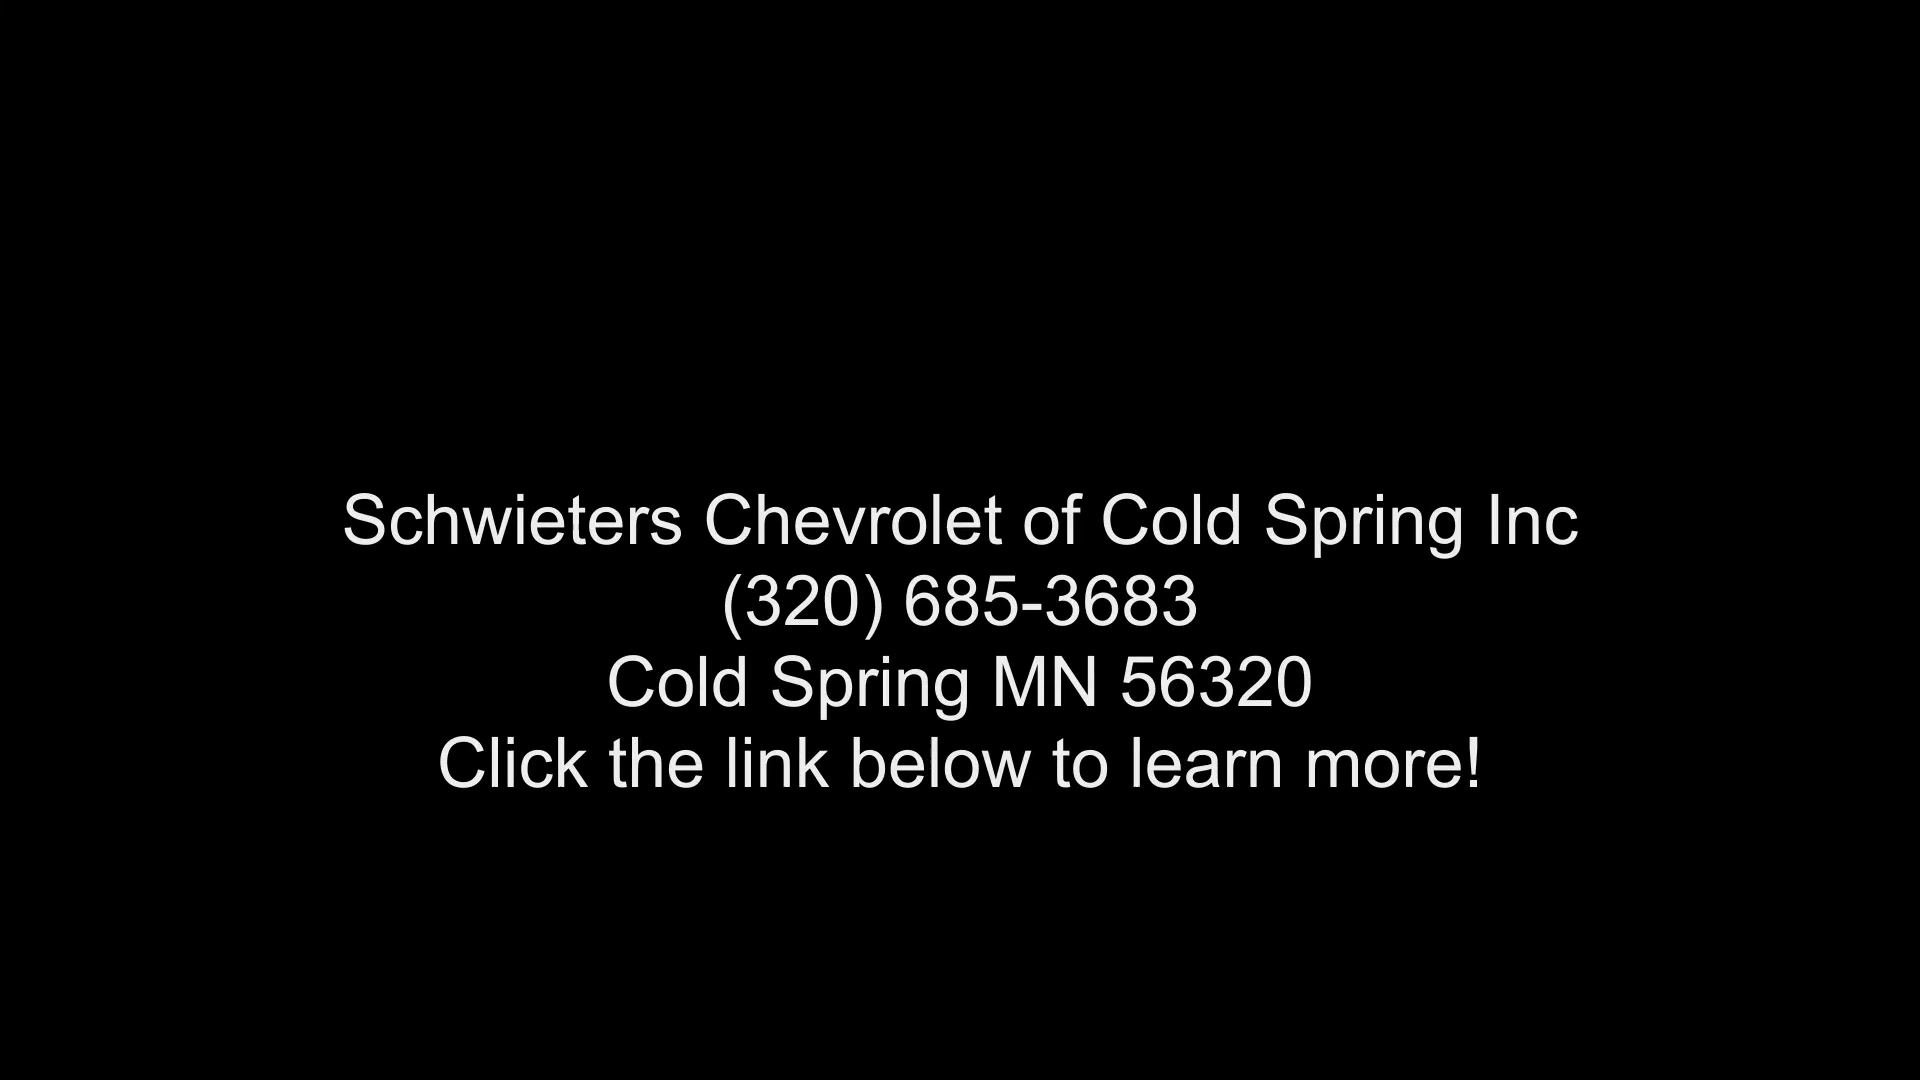 Schwieters Chevrolet of Cold Spring Inc
(320) 685-3683
Cold Spring MN 56320
Click the link below to learn more!